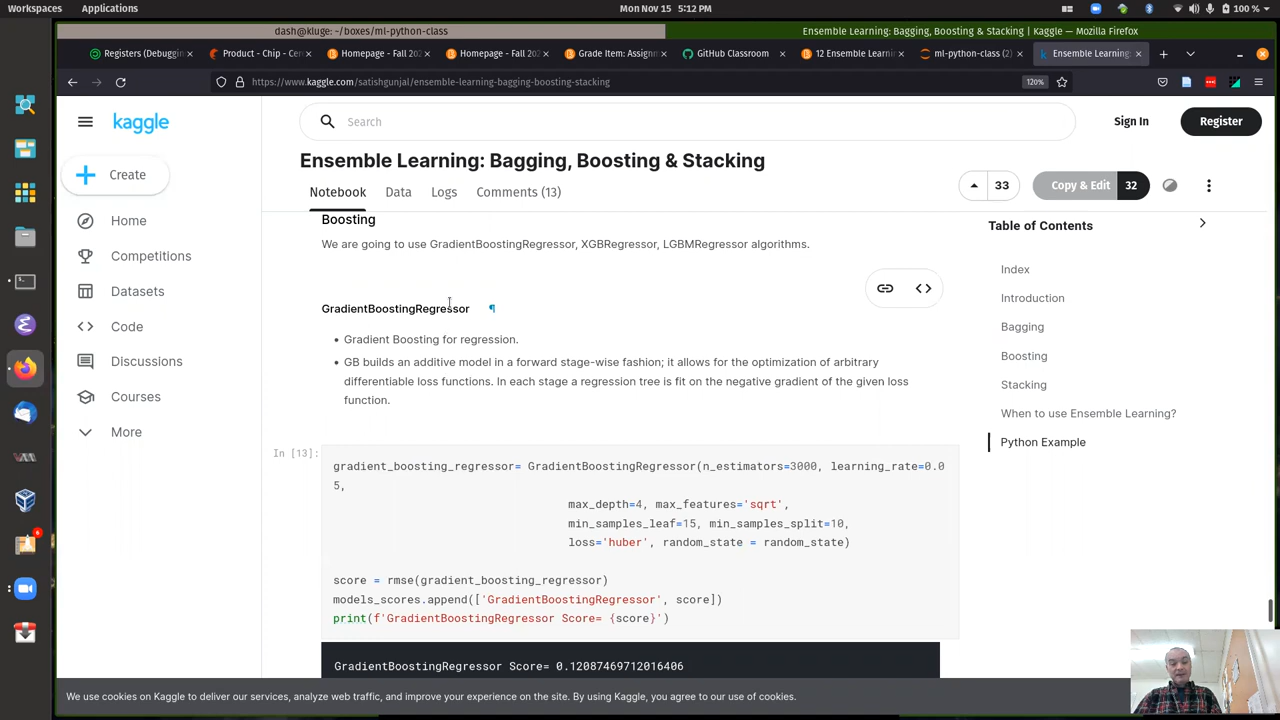 Workspaces
Applications
Mon Nov 15 5:12 PM
100 %
dash@kluge: ~/boxes/ml-python-class
Ensemble Learning: Bagging, Boosting & Stacking | Kaggle — Mozilla Firefox
Registers (Debuggin
Product - Chip - Cer
Homepage - Fall 202
Homepage - Fall 202
Grade Item: Assignm
GitHub Classroom
12 Ensemble Learnin
ml-python-class (2)
Ensemble Learning:
https://www.kaggle.com/satishgunjal/ensemble-learning-bagging-boosting-stacking
120%
kaggle
Search
Sign In
Register
Create
Home
Competitions
Datasets
Code
Discussions
Courses
More
Ensemble Learning: Bagging, Boosting & Stacking
Notebook
Data
Logs
Comments (13)
33
Copy & Edit
32
Boosting
We are going to use GradientBoostingRegressor, XGBRegressor, LGBMRegressor algorithms.
GradientBoostingRegressor ¶
• Gradient Boosting for regression.
• GB builds an additive model in a forward stage-wise fashion; it allows for the optimization of arbitrary
differentiable loss functions. In each stage a regression tree is fit on the negative gradient of the given loss
function.
In [13]:
gradient_boosting_regressor= GradientBoostingRegressor(n_estimators=3000, learning_rate=0.0
5,
max_depth=4, max_features='sqrt',
min_samples_leaf=15, min_samples_split=10,
loss='huber', random_state = random_state)
score = rmse(gradient_boosting_regressor)
models_scores.append(['GradientBoostingRegressor', score])
print(f'GradientBoostingRegressor Score= {score}')
GradientBoostingRegressor Score= 0.12087469712016406
Table of Contents
Index
Introduction
Bagging
Boosting
Stacking
When to use Ensemble Learning?
Python Example
We use cookies on Kaggle to deliver our services, analyze web traffic, and improve your experience on the site. By using Kaggle, you agree to our use of cookies.